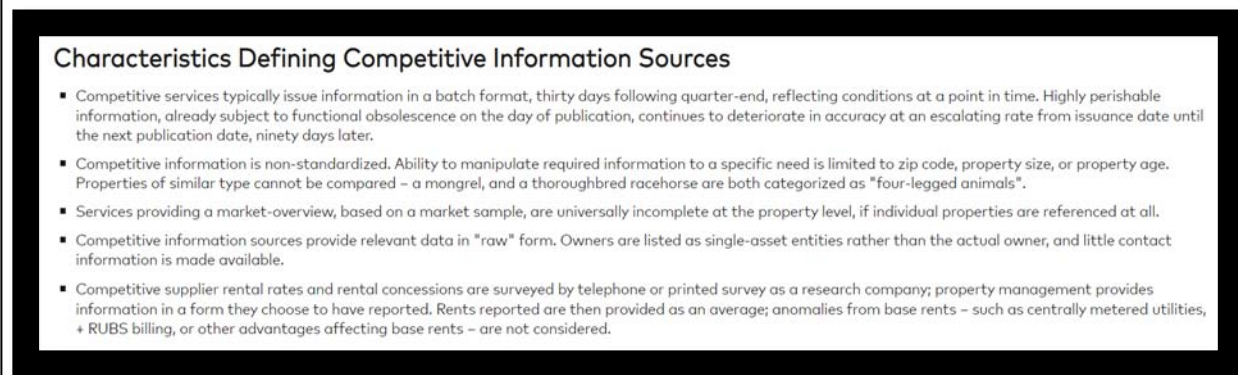 Characteristics Defining Competitive Information Sources
▪ Competitive services typically issue information in a batch format, thirty days following quarter-end, reflecting conditions at a point in time. Highly perishable
information, already subject to functional obsolescence on the day of publication, continues to deteriorate in accuracy at an escalating rate from issuance date until
the next publication date, ninety days later.
▪ Competitive information is non-standardized. Ability to manipulate required information to a specific need is limited to zip code, property size, or property age.
Properties of similar type cannot be compared – a mongrel, and a thoroughbred racehorse are both categorized as "four-legged animals".
▪ Services providing a market-overview, based on a market sample, are universally incomplete at the property level, if individual properties are referenced at all.
▪ Competitive information sources provide relevant data in "raw" form. Owners are listed as single-asset entities rather than the actual owner, and little contact
information is made available.
▪ Competitive supplier rental rates and rental concessions are surveyed by telephone or printed survey as a research company; property management provides
information in a form they choose to have reported. Rents reported are then provided as an average; anomalies from base rents – such as centrally metered utilities,
+ RUBS billing, or other advantages affecting base rents – are not considered.